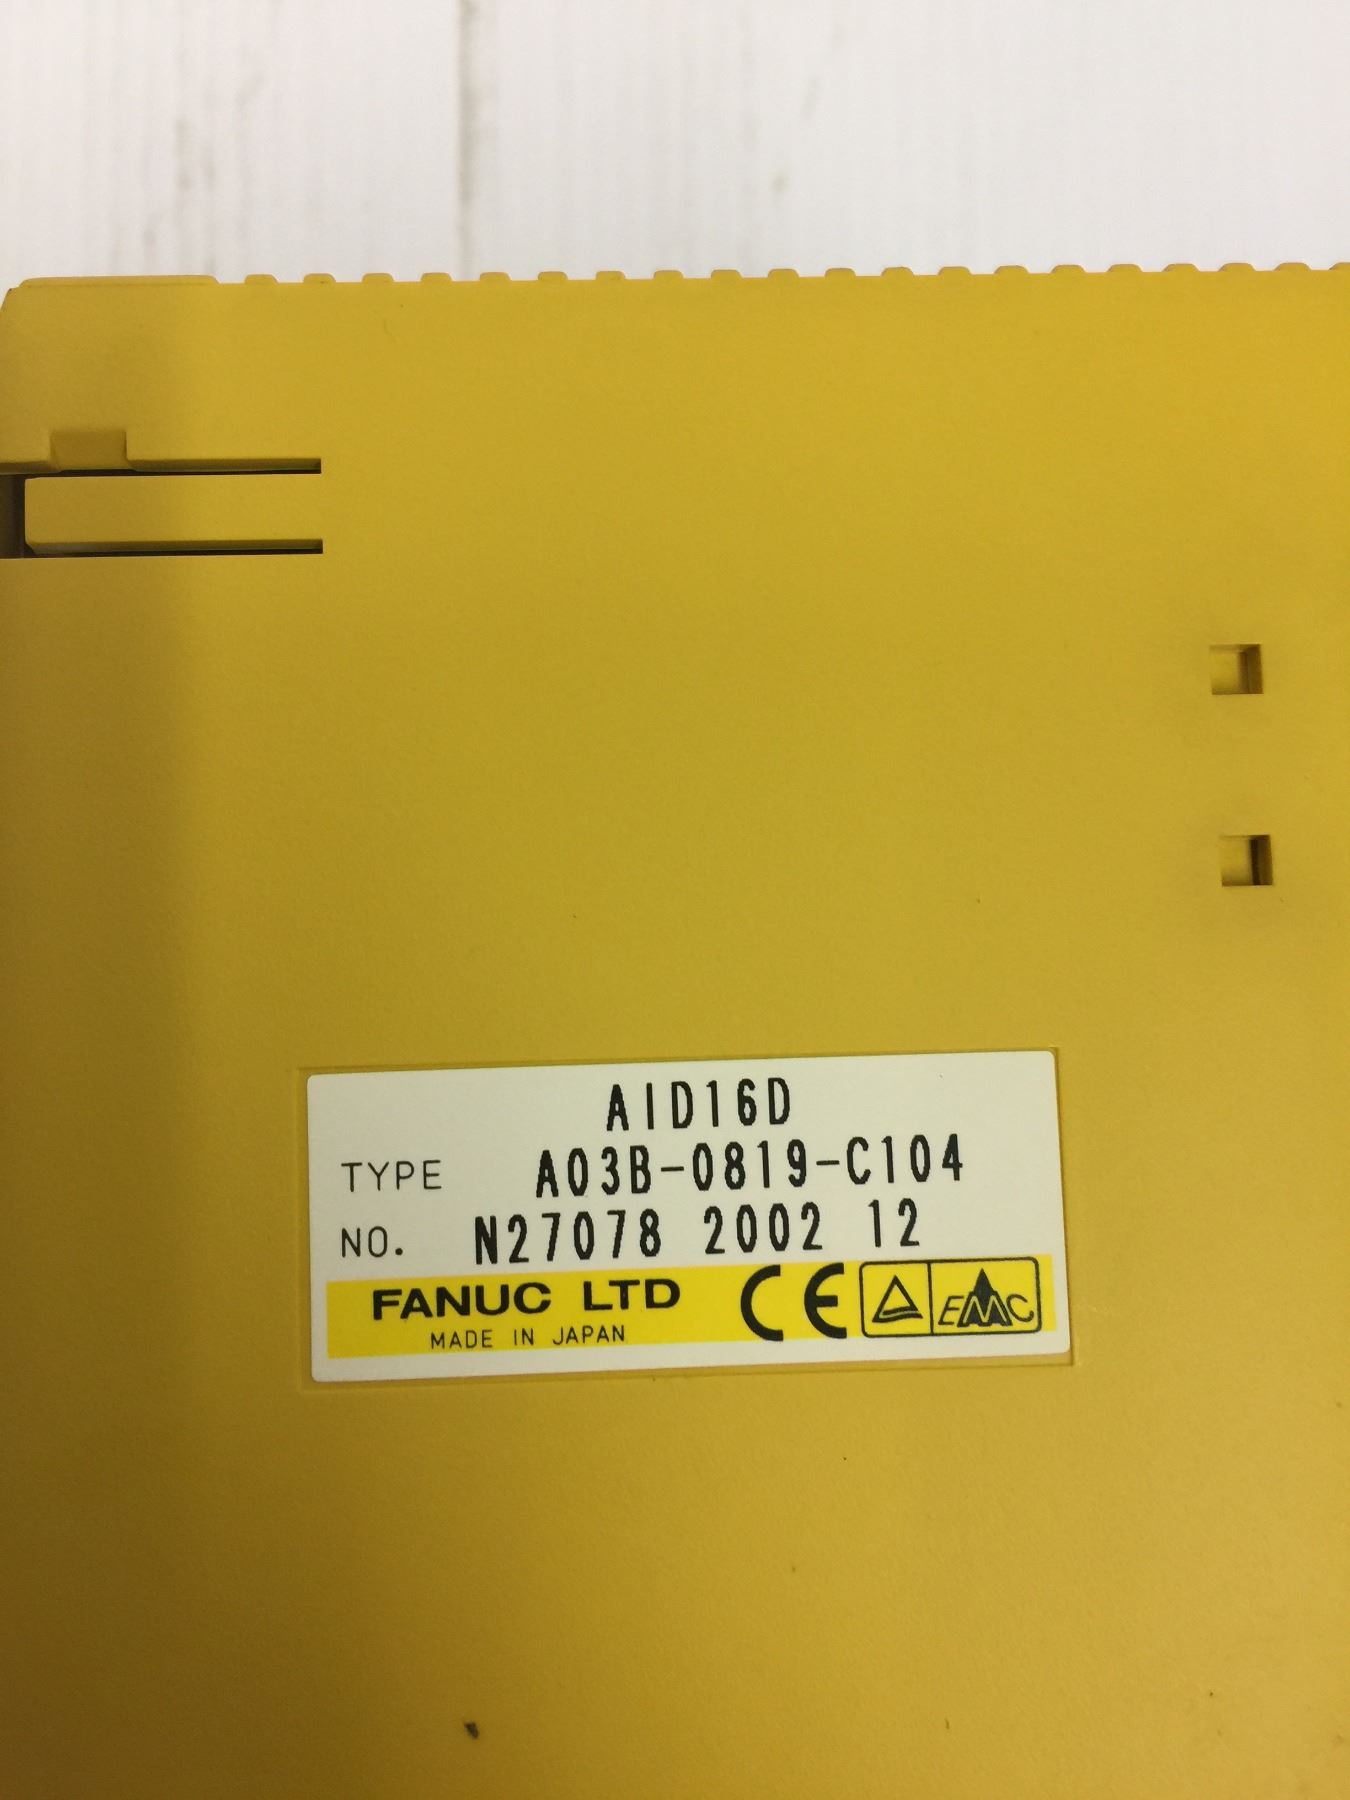 AID16D
TYPE A03B-0819-C104
NO. N27078 2002 12
FANUC LTD
MADE IN JAPAN
CE EMC